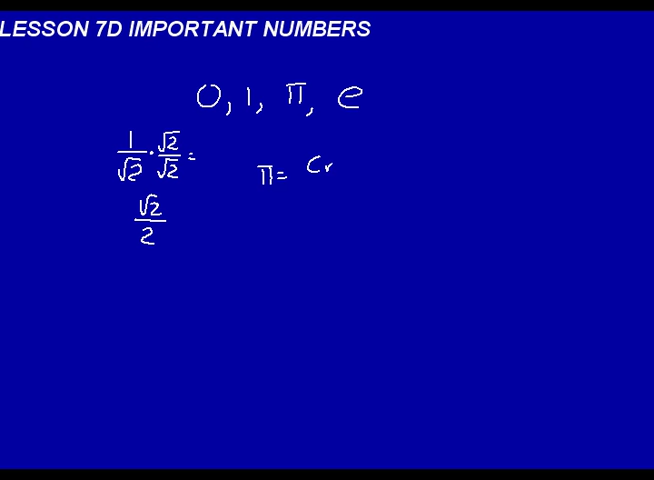 LESSON 7D IMPORTANT NUMBERS
0, 1, π, e
1/√2 · √2/√2 =
π = Cr
√2/2